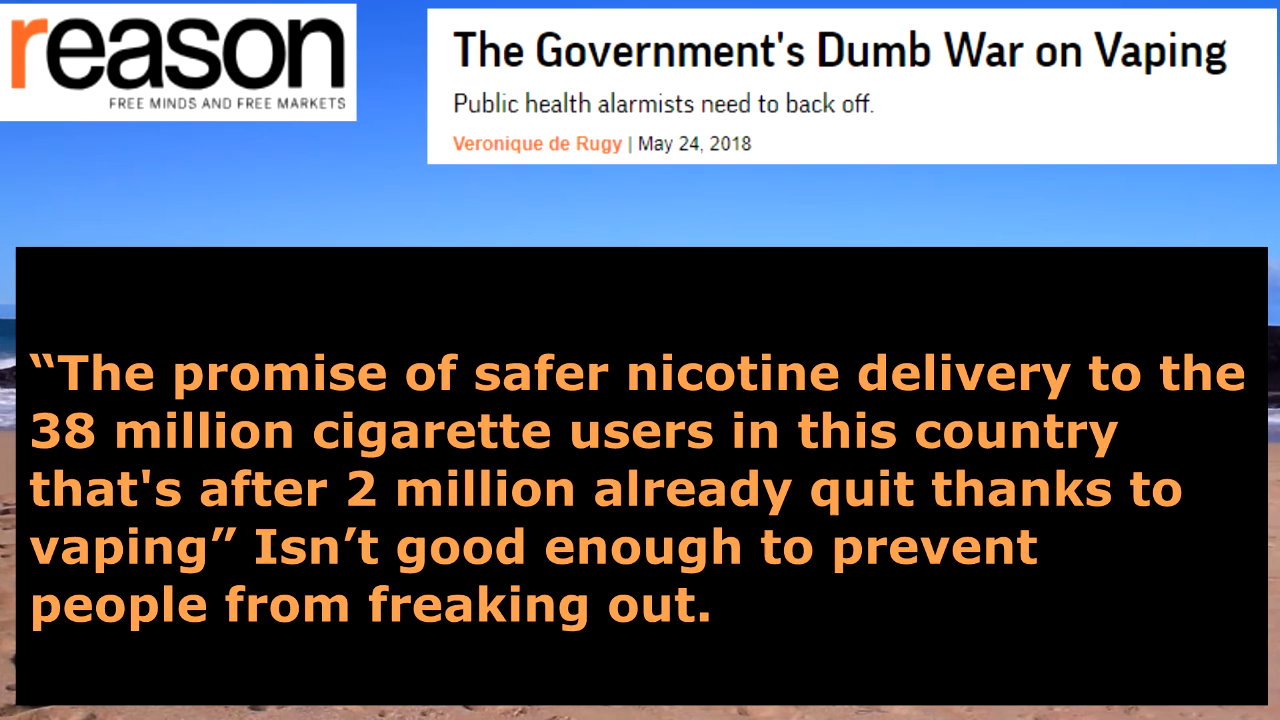 reason
FREE MINDS AND FREE MARKETS
The Government's Dumb War on Vaping
Public health alarmists need to back off.
Veronique de Rugy | May 24, 2018
“The promise of safer nicotine delivery to the
38 million cigarette users in this country
that's after 2 million already quit thanks to
vaping” Isn’t good enough to prevent
people from freaking out.